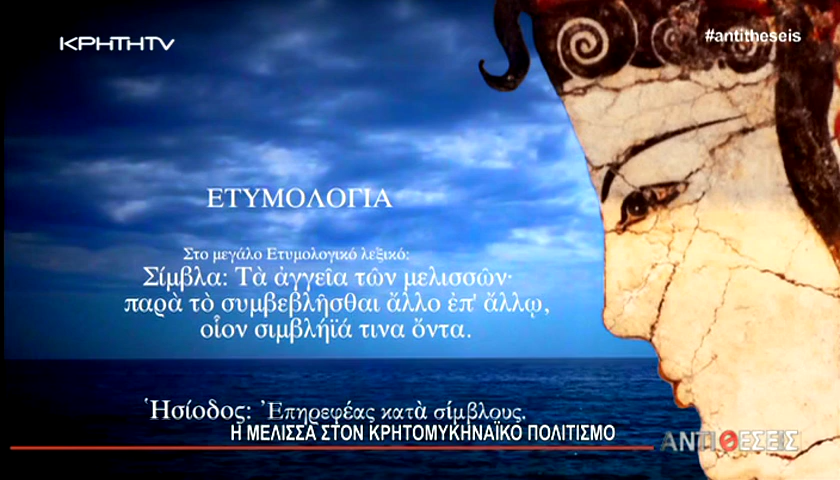 ΚΡΗΤΗTV
#antitheseis
ΕΤΥΜΟΛΟΓΙΑ
Στο μεγάλο Ετυμολογικό λεξικό:
Σίμβλα: Τὰ ἀγγεῖα τῶν μελισσῶν·
παρὰ τὸ συμβεβλῆσθαι ἄλλο ἐπ' ἄλλῳ,
οἷον σιμβλήϊά τινα ὄντα.
Ἡσίοδος: Ἐπηρεφέας κατὰ σίμβλους.
Η ΜΕΛΙΣΣΑ ΣΤΟΝ ΚΡΗΤΟΜΥΚΗΝΑΪΚΟ ΠΟΛΙΤΙΣΜΟ
ΑΝΤΙΘΕΣΕΙΣ